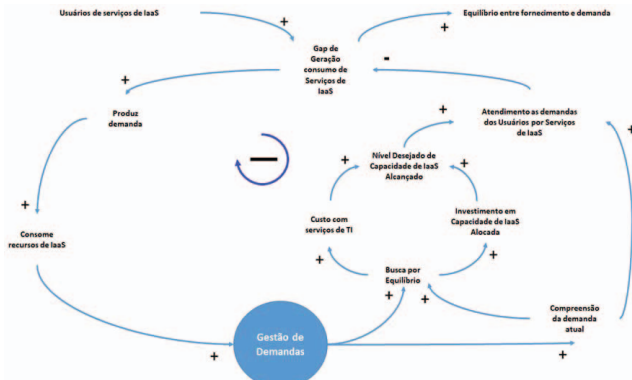 Usuários de serviços de IaaS
+
+
Equilíbrio entre fornecimento e demanda
Gap de
Geração
consumo de
Serviços de
IaaS
-
+
Produz
demanda
+
Atendimento as demandas
dos Usuários por Serviços
de IaaS
+
Nível Desejado de
Capacidade de IaaS
Alcançado
+
+
+
Consome
recursos de IaaS
Custo com
serviços de TI
Investimento em
Capacidade de IaaS
Alocada
+
+
Busca por
Equilíbrio
+
+
Compreensão
da demanda
atual
Gestão de
Demandas
+
+